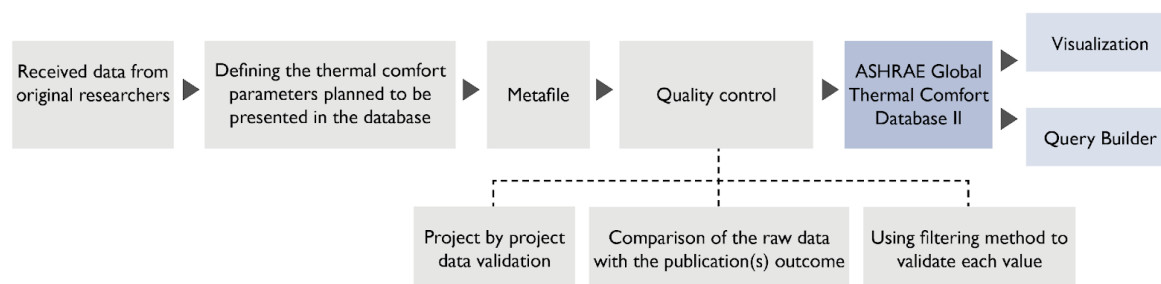 Received data from
original researchers
Defining the thermal comfort
parameters planned to be
presented in the database
Metafile
Quality control
ASHRAE Global
Thermal Comfort
Database II
Visualization
Query Builder
Project by project
data validation
Comparison of the raw data
with the publication(s) outcome
Using filtering method to
validate each value